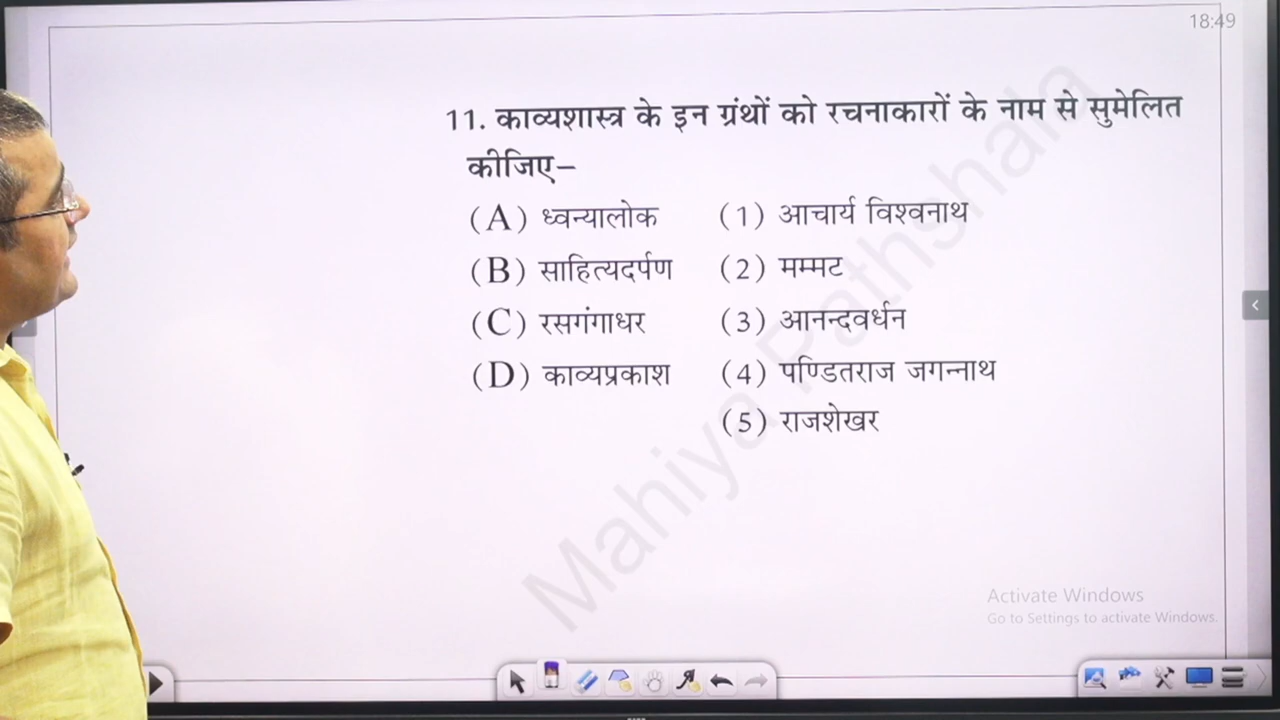 18:49
11. काव्यशास्त्र के इन ग्रंथों को रचनाकारों के नाम से सुमेलित
कीजिए–
(A) ध्वन्यालोक (1) आचार्य विश्वनाथ
(B) साहित्यदर्पण (2) मम्मट
(C) रसगंगाधर (3) आनन्दवर्धन
(D) काव्यप्रकाश (4) पण्डितराज जगन्नाथ
(5) राजशेखर
Mahiya Pathshala
Activate Windows
Go to Settings to activate Windows.